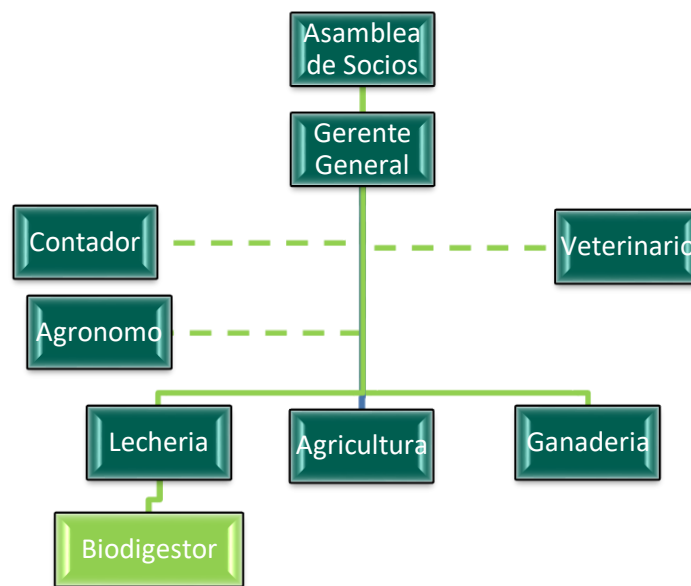 Asamblea
de Socios
Gerente
General
Contador
Veterinario
Agronomo
Lecheria
Agricultura
Ganaderia
Biodigestor